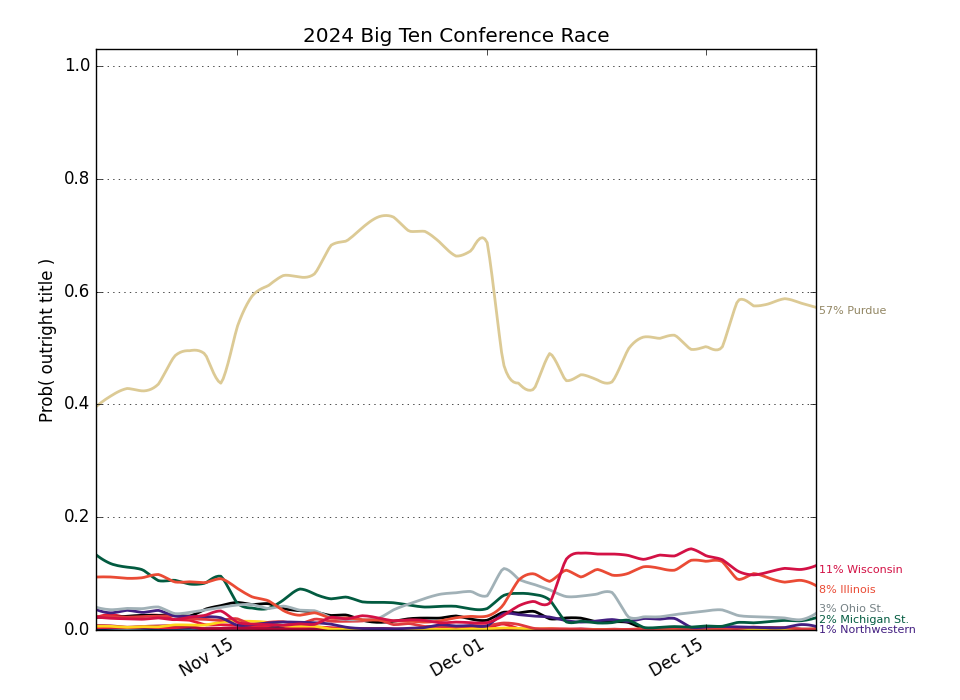 2024 Big Ten Conference Race
1.0
0.8
0.6
0.4
0.2
0.0
Prob( outright title )
Nov 15
Dec 01
Dec 15
57% Purdue
11% Wisconsin
8% Illinois
3% Ohio St.
2% Michigan St.
1% Northwestern